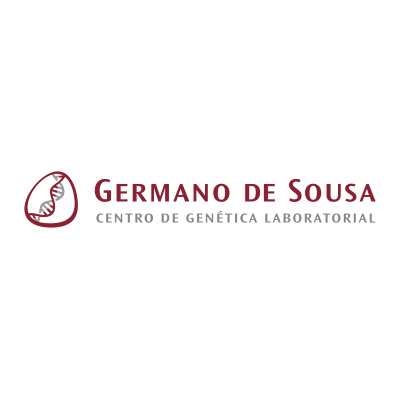 GERMANO DE SOUSA
CENTRO DE GENÉTICA LABORATORIAL